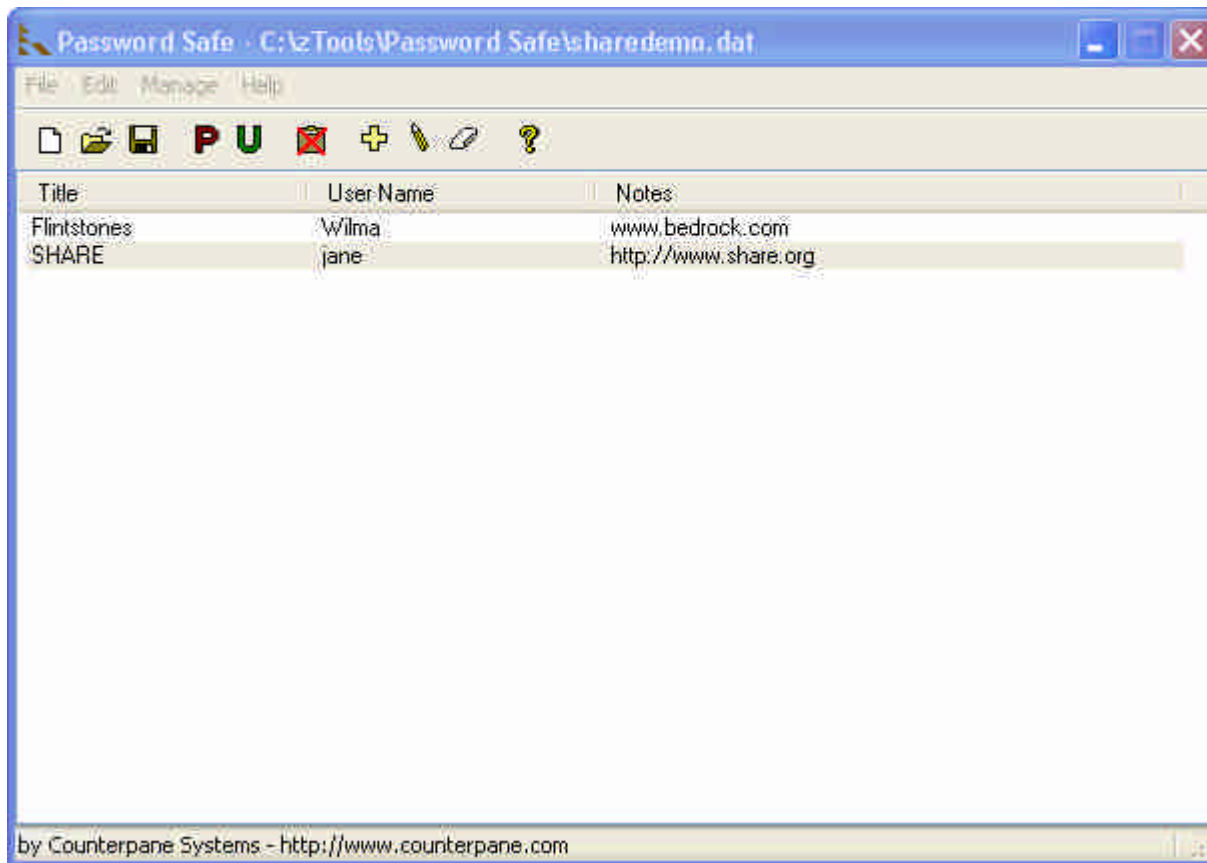 Password Safe - C:\zTools\Password Safe\sharedemo.dat
File Edit Manage Help
P U
Title User Name Notes
Flintstones Wilma www.bedrock.com
SHARE jane http://www.share.org
by Counterpane Systems - http://www.counterpane.com